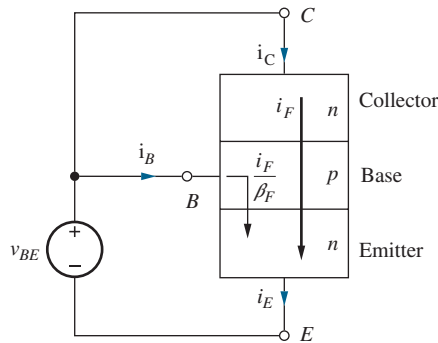 C
i_C
Collector
i_F n
i_B
i_F/β_F p Base
B
+
v_BE
−
n Emitter
i_E
E